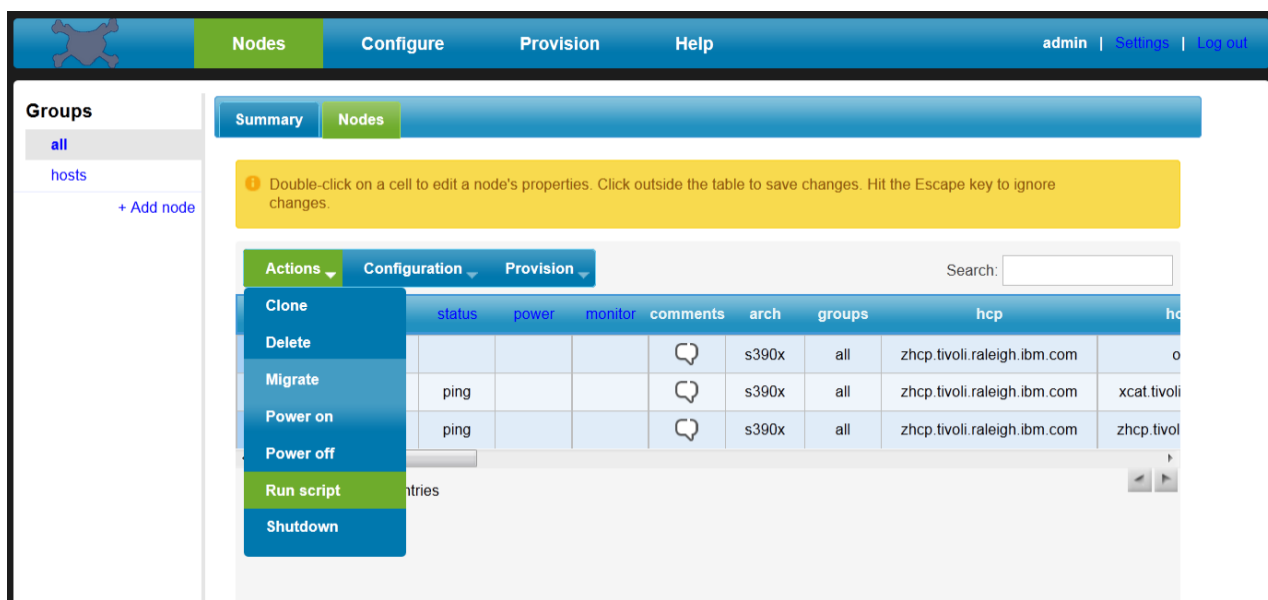 Nodes Configure Provision Help admin | Settings | Log out
Groups
all
hosts
+ Add node
Summary Nodes
Double-click on a cell to edit a node's properties. Click outside the table to save changes. Hit the Escape key to ignore
changes.
Actions Configuration Provision Search:
Clone
Delete
Migrate
Power on
Power off
Run script
Shutdown
status power monitor comments arch groups hcp
s390x all zhcp.tivoli.raleigh.ibm.com
ping s390x all zhcp.tivoli.raleigh.ibm.com xcat.tivoli
ping s390x all zhcp.tivoli.raleigh.ibm.com zhcp.tivol
ntries